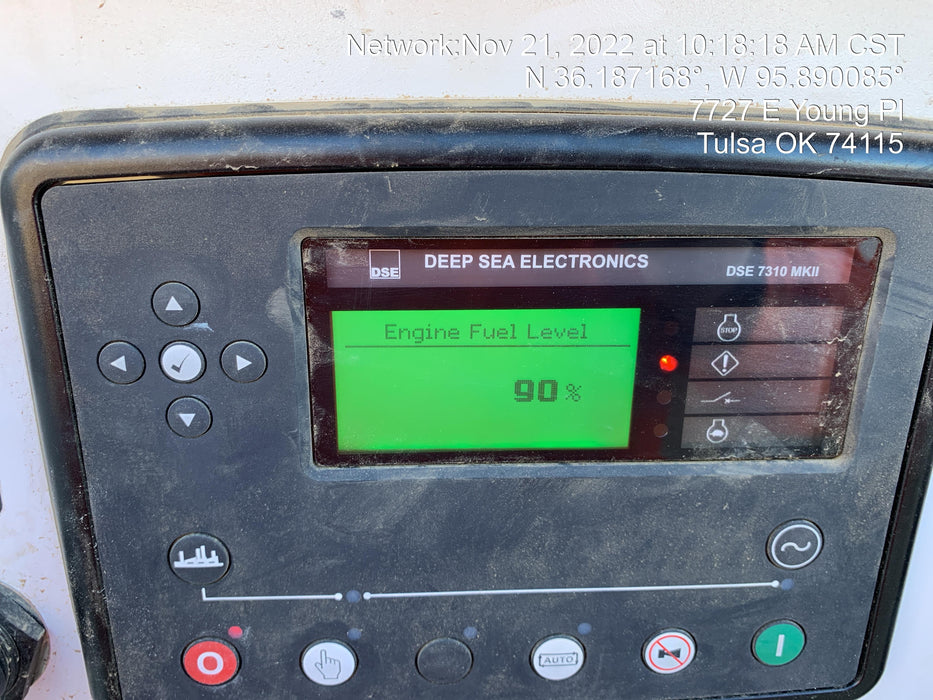 Network:Nov 21, 2022 at 10:18:18 AM CST
N 36.187168°, W 95.890085°
7727 E Young Pl
Tulsa OK 74115
DSE
DEEP SEA ELECTRONICS
DSE 7310 MKII
Engine Fuel Level
90 %
STOP
AUTO